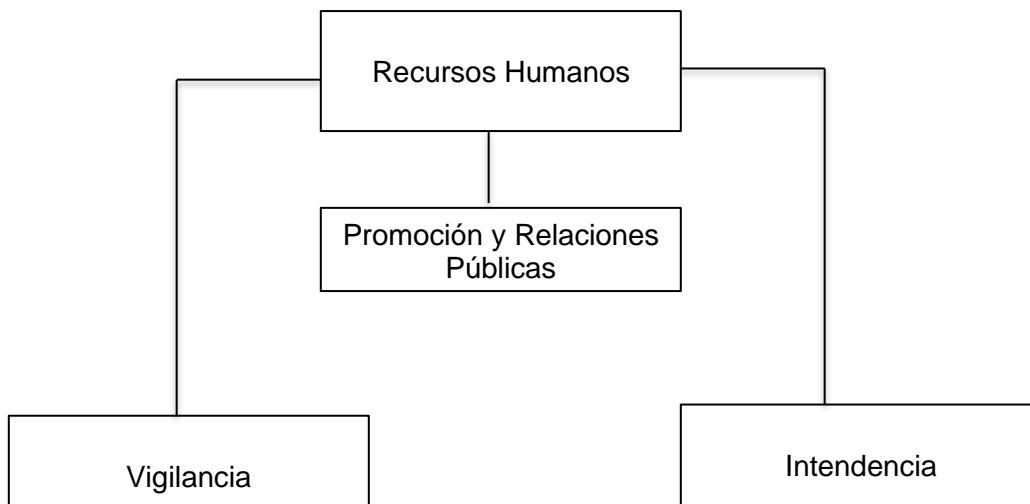 Recursos Humanos
Promoción y Relaciones
Públicas
Vigilancia
Intendencia